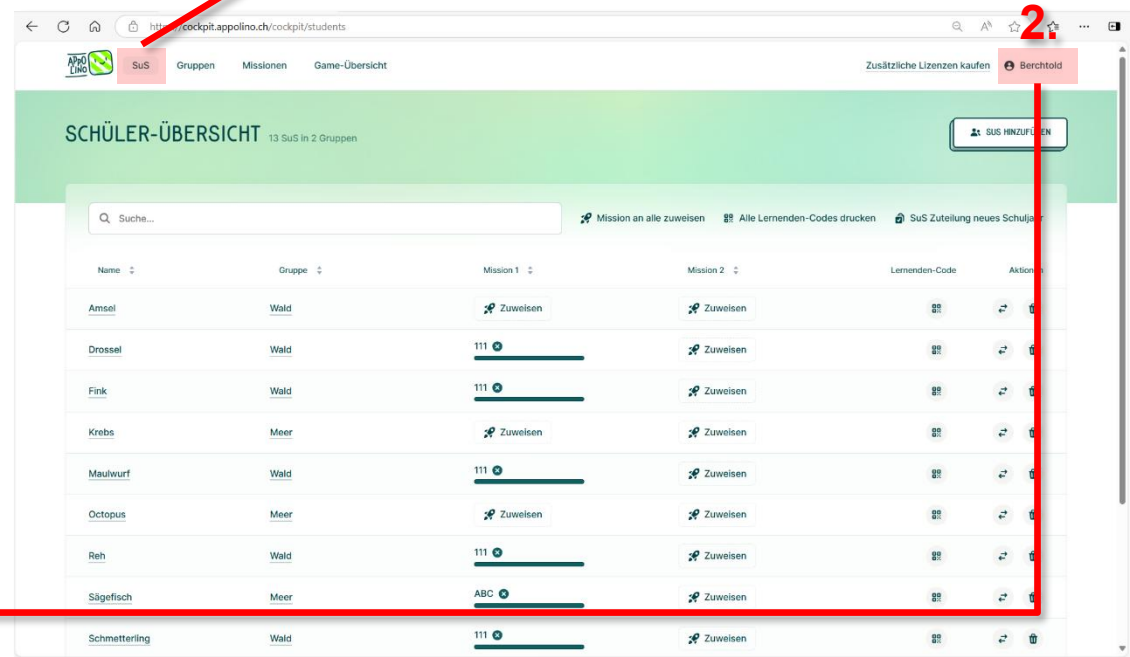 2.
cockpit.appolino.ch/cockpit/students
APPO
LINO
SuS Gruppen Missionen Game-Übersicht Zusätzliche Lizenzen kaufen Berchtold
SCHÜLER-ÜBERSICHT 13 SuS in 2 Gruppen SUS
Suche... Mission an alle zuweisen Alle Lernenden-Codes drucken SuS Zuteilung neues
Name Gruppe Mission 1 Mission 2 Lernenden-Code
Amsel Wald Zuweisen Zuweisen
Drossel Wald 111 Zuweisen
Fink Wald 111 Zuweisen
Krebs Meer Zuweisen Zuweisen
Maulwurf Wald 111 Zuweisen
Octopus Meer Zuweisen Zuweisen
Reh Wald 111 Zuweisen
Sägefisch Meer ABC Zuweisen
Schmetterling Wald 111 Zuweisen